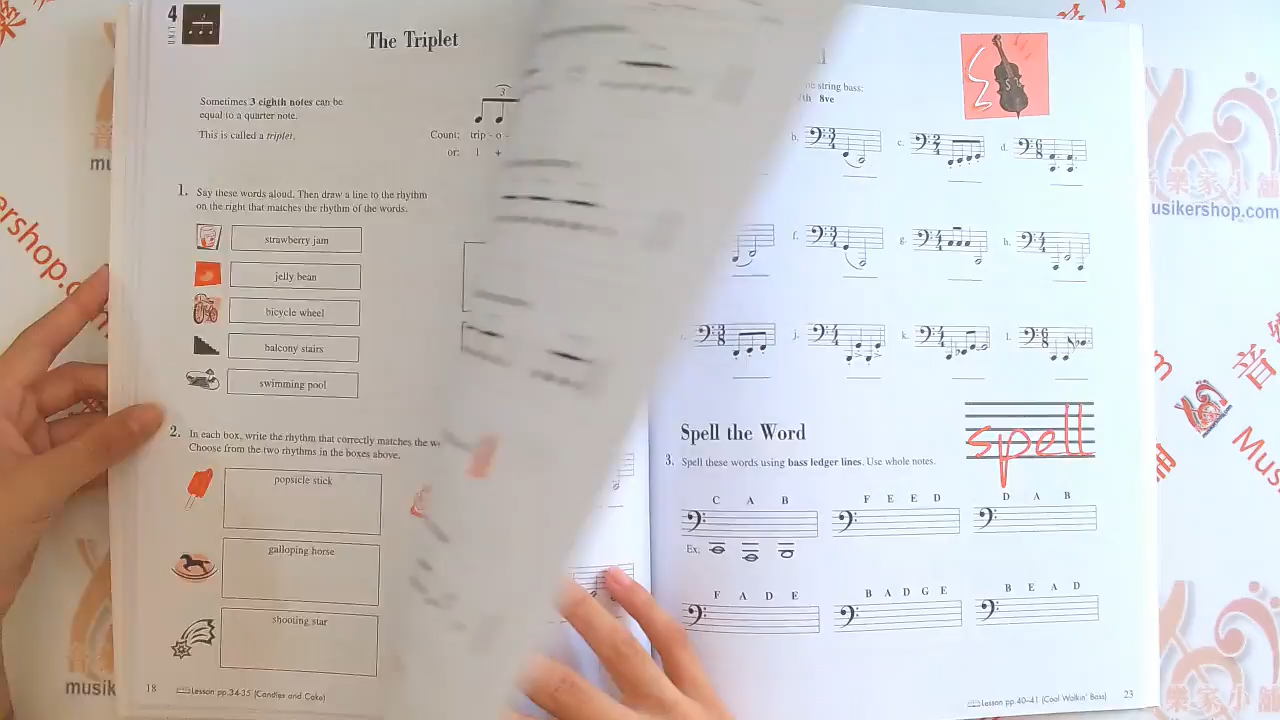 4
The Triplet
Sometimes 3 eighth notes can be
equal to a quarter note.
This is called a triplet.
3
Count: trip - o -
or: 1 +
1. Say these words aloud. Then draw a line to the rhythm
on the right that matches the rhythm of the words.
strawberry jam
jelly bean
bicycle wheel
balcony stairs
swimming pool
2. In each box, write the rhythm that correctly matches the
Choose from the two rhythms in the boxes above.
popsicle stick
galloping horse
shooting star
18 Lesson pp.34-35 (Candles and Cake)
string bass:
8ve
b. c. d.
f. g. h.
j. k. l.
Spell the Word
spell
3. Spell these words using bass ledger lines. Use whole notes.
C A B
F E E D
D A B
Ex.
F A D E
B A D G E
B E A D
Lesson pp.40-41 (Cool Walkin' Bass) 23
音樂家小舖
musikershop.com